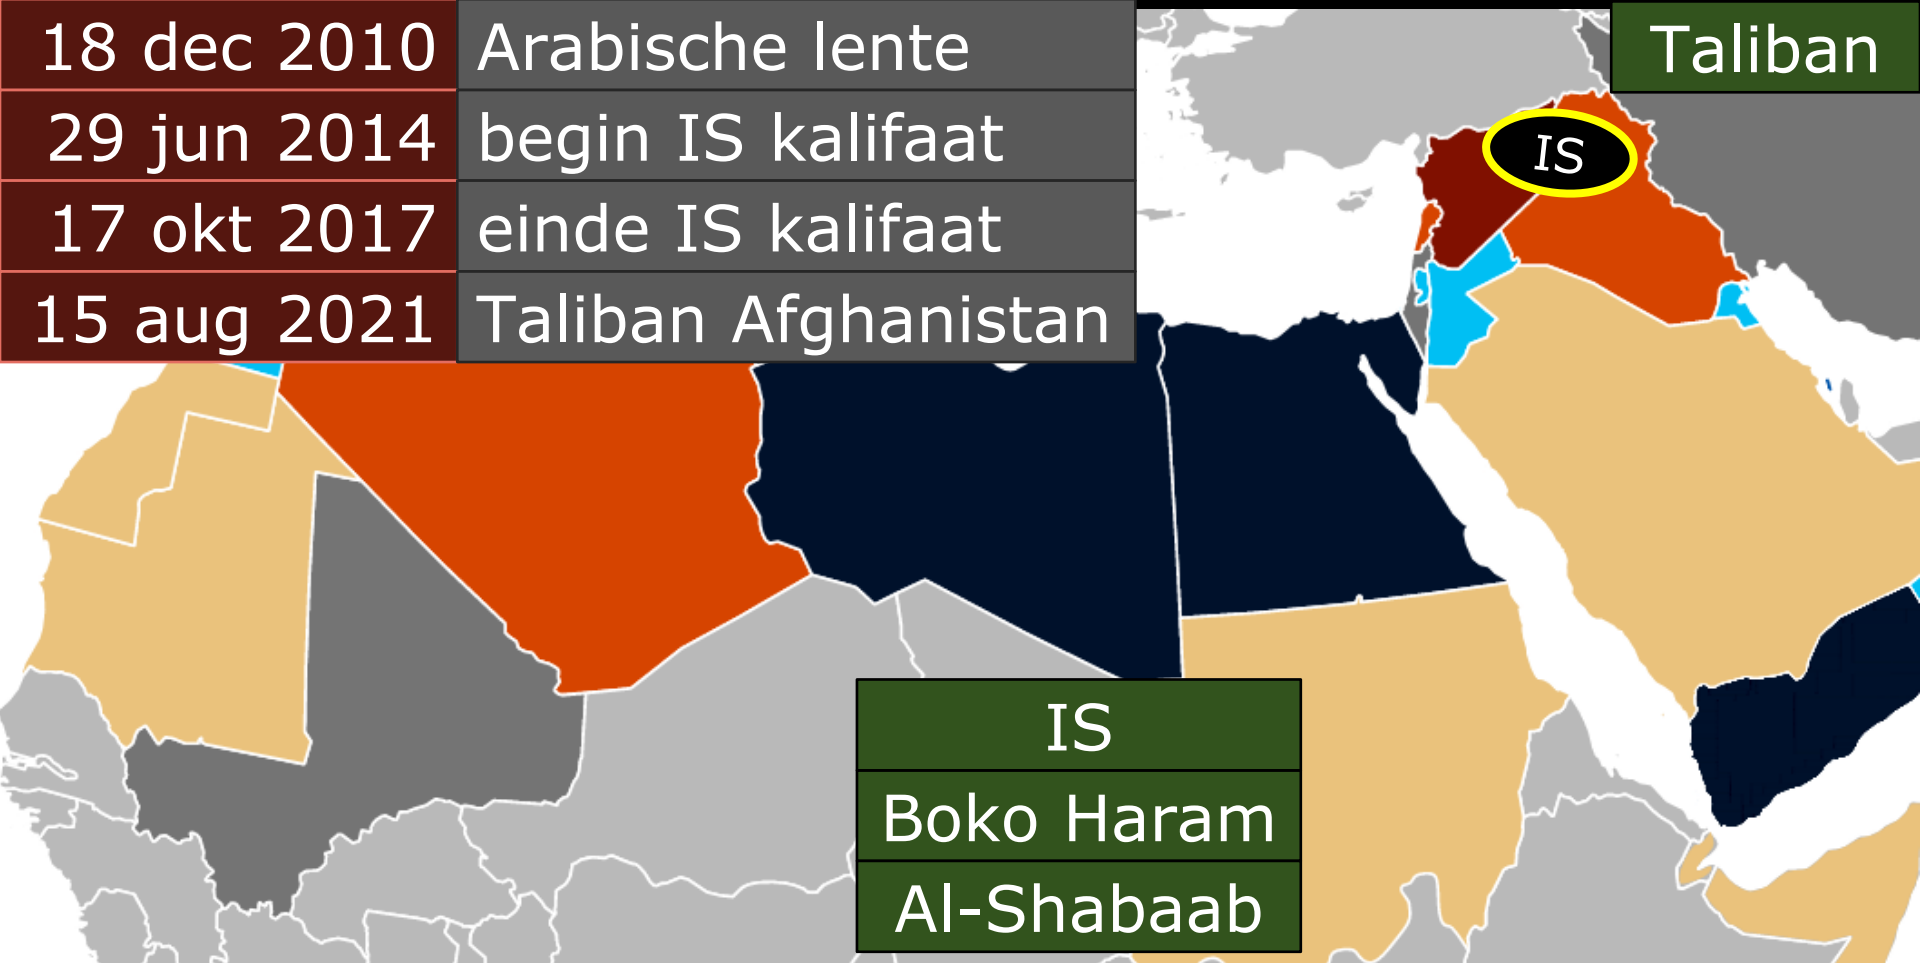 18 dec 2010 Arabische lente
29 jun 2014 begin IS kalifaat
17 okt 2017 einde IS kalifaat
15 aug 2021 Taliban Afghanistan
Taliban
IS
IS
Boko Haram
Al-Shabaab